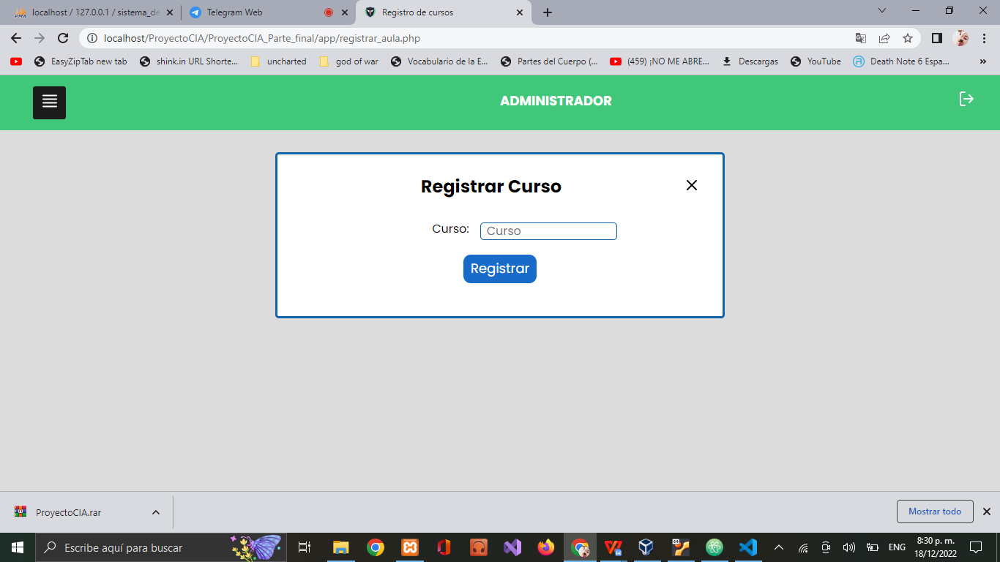 localhost / 127.0.0.1 / sistema_de
Telegram Web
Registro de cursos
localhost/ProyectoCIA/ProyectoCIA_Parte_final/app/registrar_aula.php
EasyZipTab new tab
shink.in URL Shorte...
uncharted
god of war
Vocabulario de la E...
Partes del Cuerpo (...
(459) ¡NO ME ABRE...
Descargas
YouTube
Death Note 6 Espa...
»
ADMINISTRADOR
Registrar Curso
Curso:
Curso
Registrar
ProyectoCIA.rar
Mostrar todo
Escribe aquí para buscar
ENG
8:30 p. m.
18/12/2022